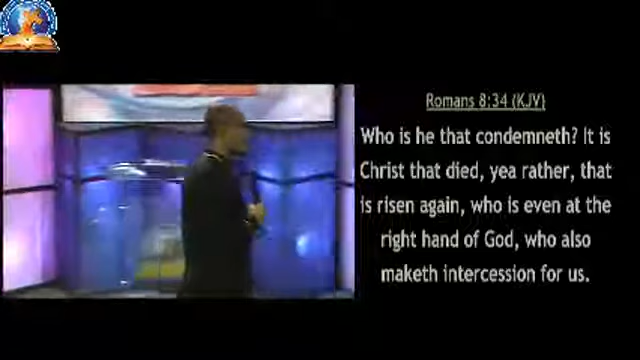 Romans 8:34 (KJV)
Who is he that condemneth? It is
Christ that died, yea rather, that
is risen again, who is even at the
right hand of God, who also
maketh intercession for us.